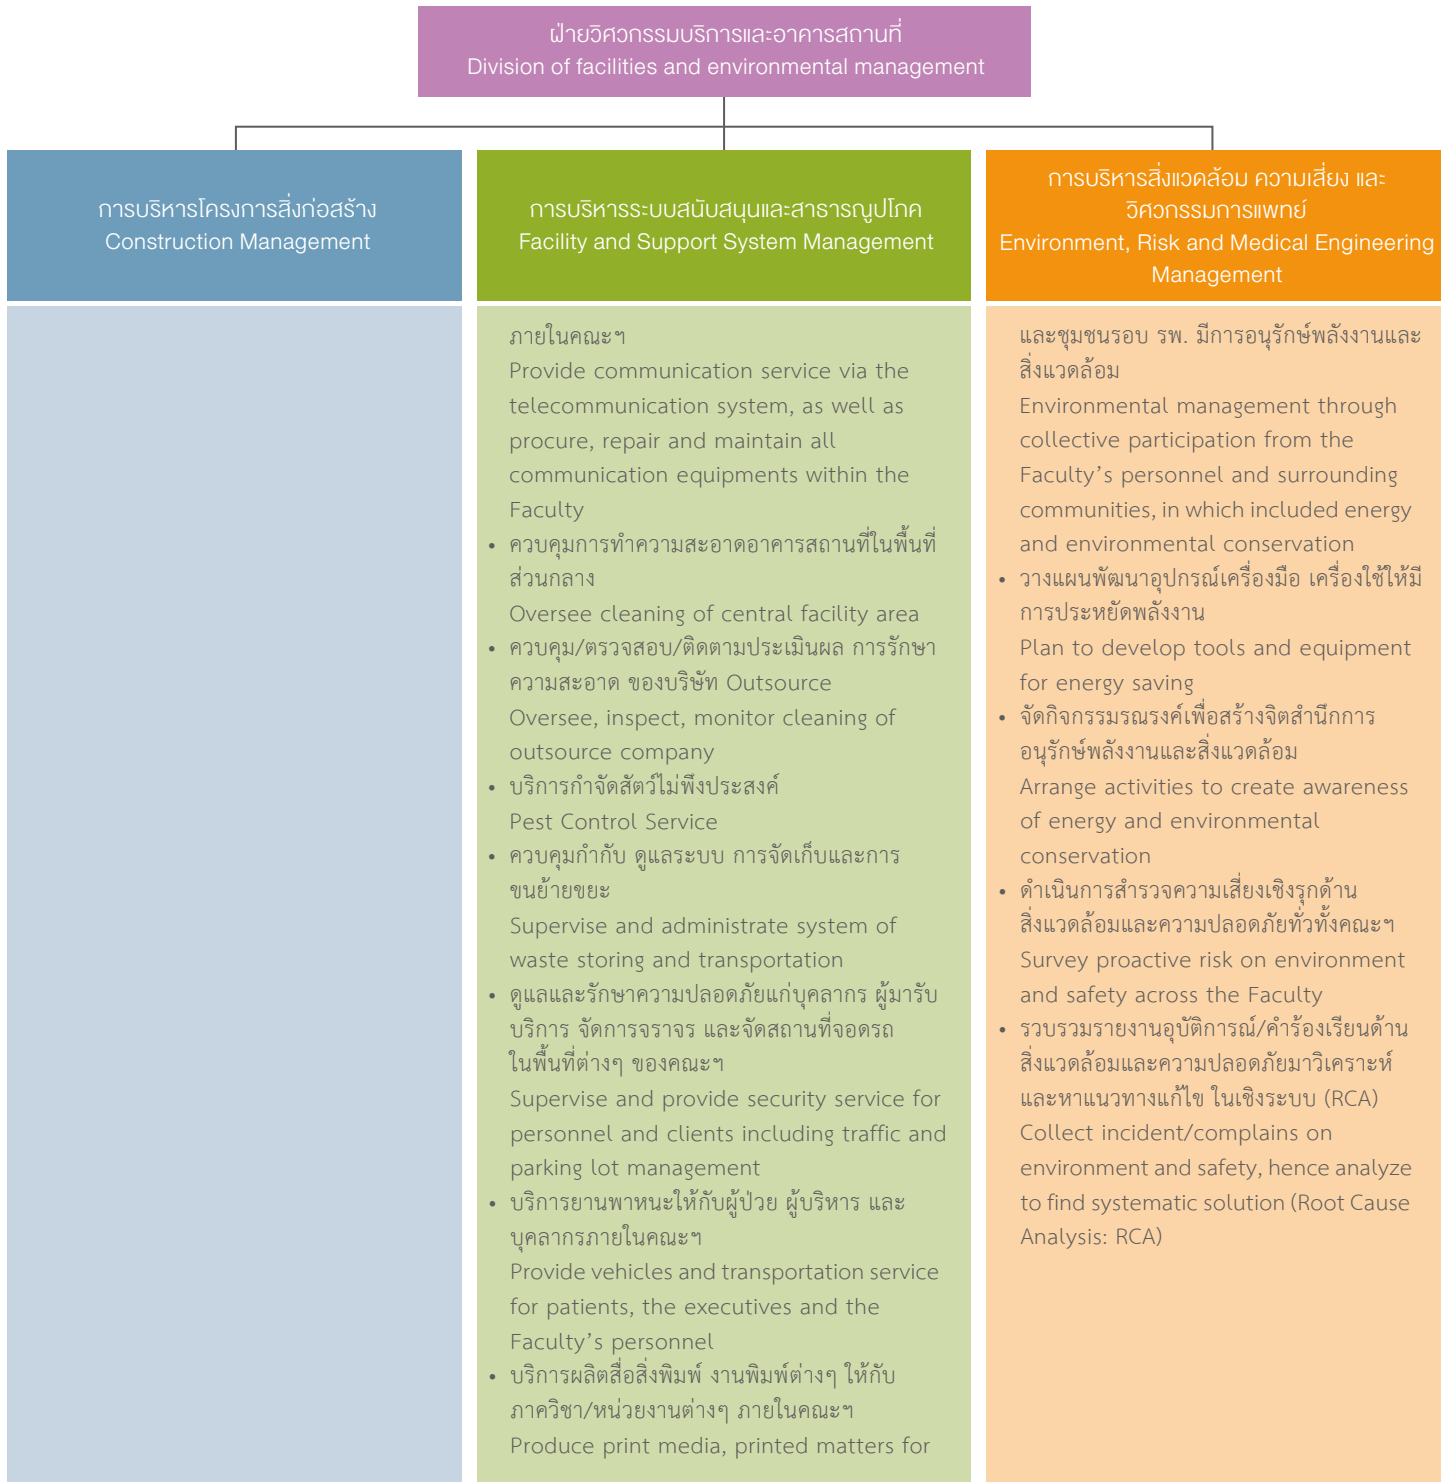 ฝ่ายวิศวกรรมบริการและอาคารสถานที่
Division of facilities and environmental management
การบริหารโครงการสิ่งก่อสร้าง
Construction Management
การบริหารระบบสนับสนุนและสาธารณูปโภค
Facility and Support System Management
การบริหารสิ่งแวดล้อม ความเสี่ยง และ
วิศวกรรมการแพทย์
Environment, Risk and Medical Engineering
Management
ภายในคณะฯ
Provide communication service via the
telecommunication system, as well as
procure, repair and maintain all
communication equipments within the
Faculty
• ควบคุมการทำความสะอาดอาคารสถานที่ในพื้นที่
ส่วนกลาง
Oversee cleaning of central facility area
• ควบคุม/ตรวจสอบ/ติดตามประเมินผล การรักษา
ความสะอาด ของบริษัท Outsource
Oversee, inspect, monitor cleaning of
outsource company
• บริการกำจัดสัตว์ไม่พึงประสงค์
Pest Control Service
• ควบคุมกำกับ ดูแลระบบ การจัดเก็บและการ
ขนย้ายขยะ
Supervise and administrate system of
waste storing and transportation
• ดูแลและรักษาความปลอดภัยแก่บุคลากร ผู้มารับ
บริการ จัดการจราจร และจัดสถานที่จอดรถ
ในพื้นที่ต่างๆ ของคณะฯ
Supervise and provide security service for
personnel and clients including traffic and
parking lot management
• บริการยานพาหนะให้กับผู้ป่วย ผู้บริหาร และ
บุคลากรภายในคณะฯ
Provide vehicles and transportation service
for patients, the executives and the
Faculty’s personnel
• บริการผลิตสื่อสิ่งพิมพ์ งานพิมพ์ต่างๆ ให้กับ
ภาควิชา/หน่วยงานต่างๆ ภายในคณะฯ
Produce print media, printed matters for
และชุมชนรอบ รพ. มีการอนุรักษ์พลังงานและ
สิ่งแวดล้อม
Environmental management through
collective participation from the
Faculty’s personnel and surrounding
communities, in which included energy
and environmental conservation
• วางแผนพัฒนาอุปกรณ์เครื่องมือ เครื่องใช้ให้มี
การประหยัดพลังงาน
Plan to develop tools and equipment
for energy saving
• จัดกิจกรรมรณรงค์เพื่อสร้างจิตสำนึกการ
อนุรักษ์พลังงานและสิ่งแวดล้อม
Arrange activities to create awareness
of energy and environmental
conservation
• ดำเนินการสำรวจความเสี่ยงเชิงรุกด้าน
สิ่งแวดล้อมและความปลอดภัยทั่วทั้งคณะฯ
Survey proactive risk on environment
and safety across the Faculty
• รวบรวมรายงานอุบัติการณ์/คำร้องเรียนด้าน
สิ่งแวดล้อมและความปลอดภัยมาวิเคราะห์
และหาแนวทางแก้ไข ในเชิงระบบ (RCA)
Collect incident/complains on
environment and safety, hence analyze
to find systematic solution (Root Cause
Analysis: RCA)